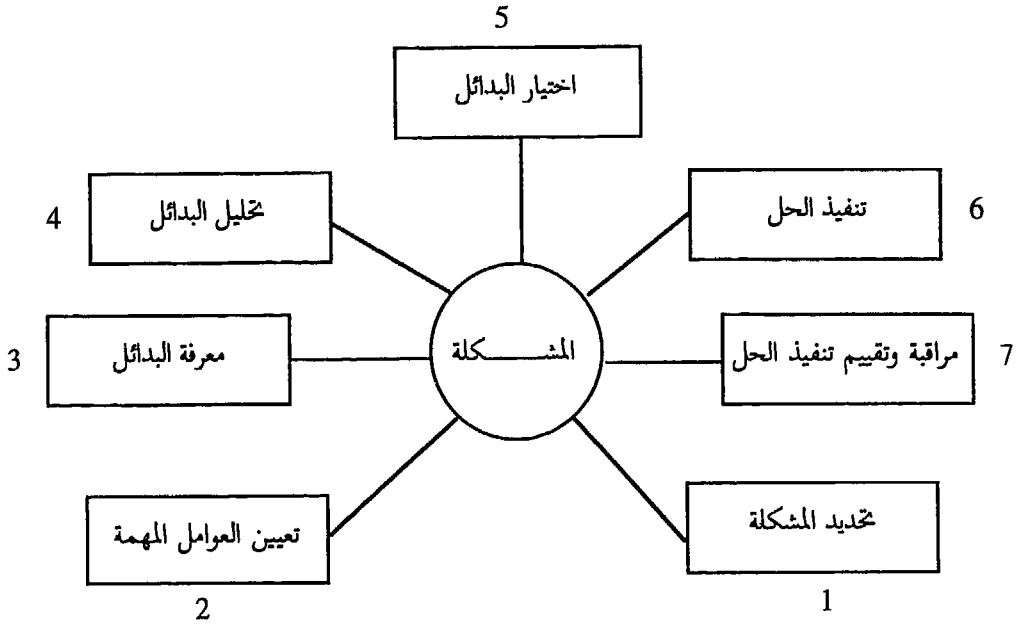 5
اختيار البدائل
تنفيذ الحل
6
تحليل البدائل
4
المشـــــكلة
مراقبة وتقييم تنفيذ الحل
7
معرفة البدائل
3
تحديد المشكلة
1
تعيين العوامل المهمة
2